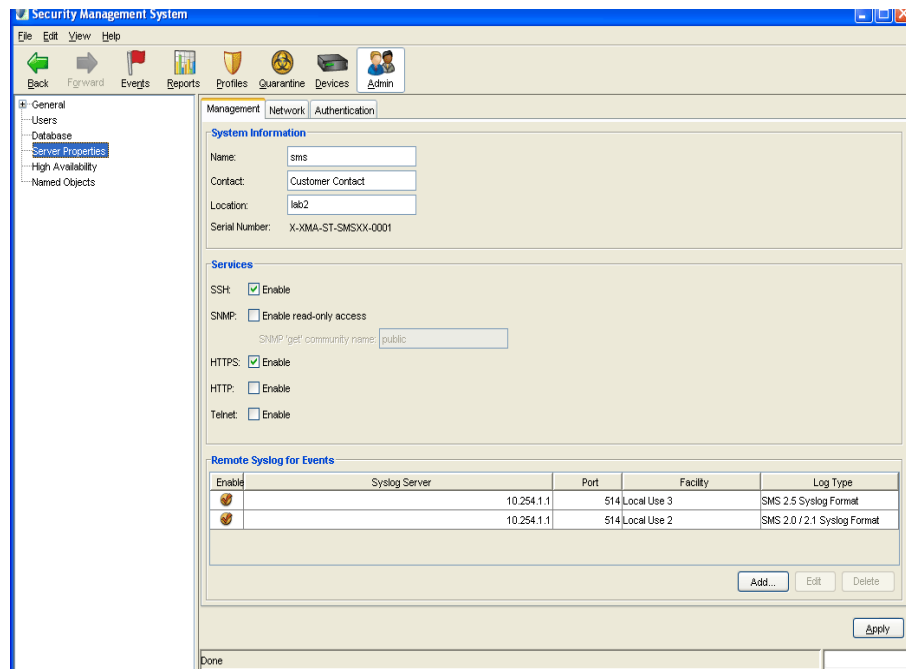 Security Management System
File Edit View Help
Back Forward Events Reports Profiles Quarantine Devices Admin
General
Users
Database
Server Properties
High Availability
Named Objects
Management Network Authentication
System Information
Name: sms
Contact: Customer Contact
Location: lab2
Serial Number: X-XMA-ST-SMSXX-0001
Services
SSH: Enable
SNMP: Enable read-only access
SNMP 'get' community name: public
HTTPS: Enable
HTTP: Enable
Telnet: Enable
Remote Syslog for Events
Enable Syslog Server Port Facility Log Type
10.254.1.1 514 Local Use 3 SMS 2.5 Syslog Format
10.254.1.1 514 Local Use 2 SMS 2.0 / 2.1 Syslog Format
Add... Edit Delete
Apply
Done